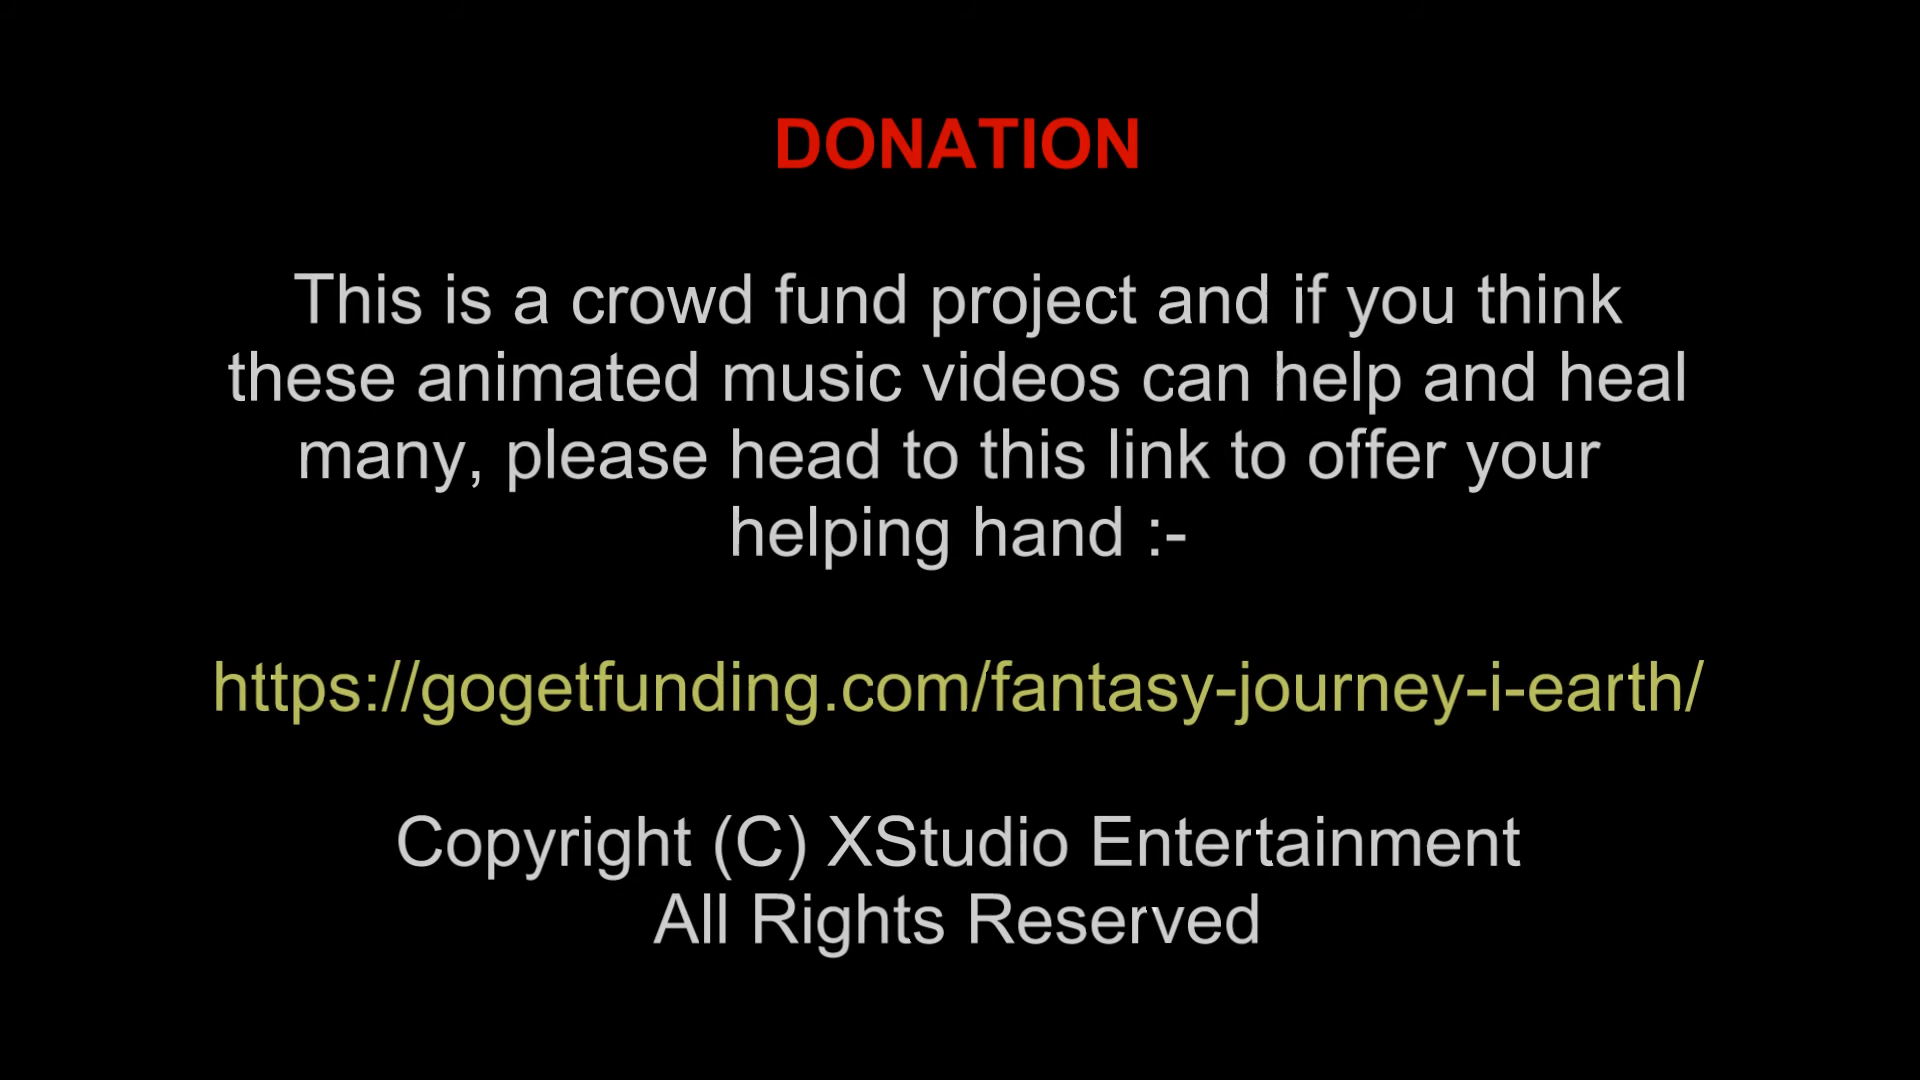 DONATION
This is a crowd fund project and if you think
these animated music videos can help and heal
many, please head to this link to offer your
helping hand :-
https://gogetfunding.com/fantasy-journey-i-earth/
Copyright (C) XStudio Entertainment
All Rights Reserved